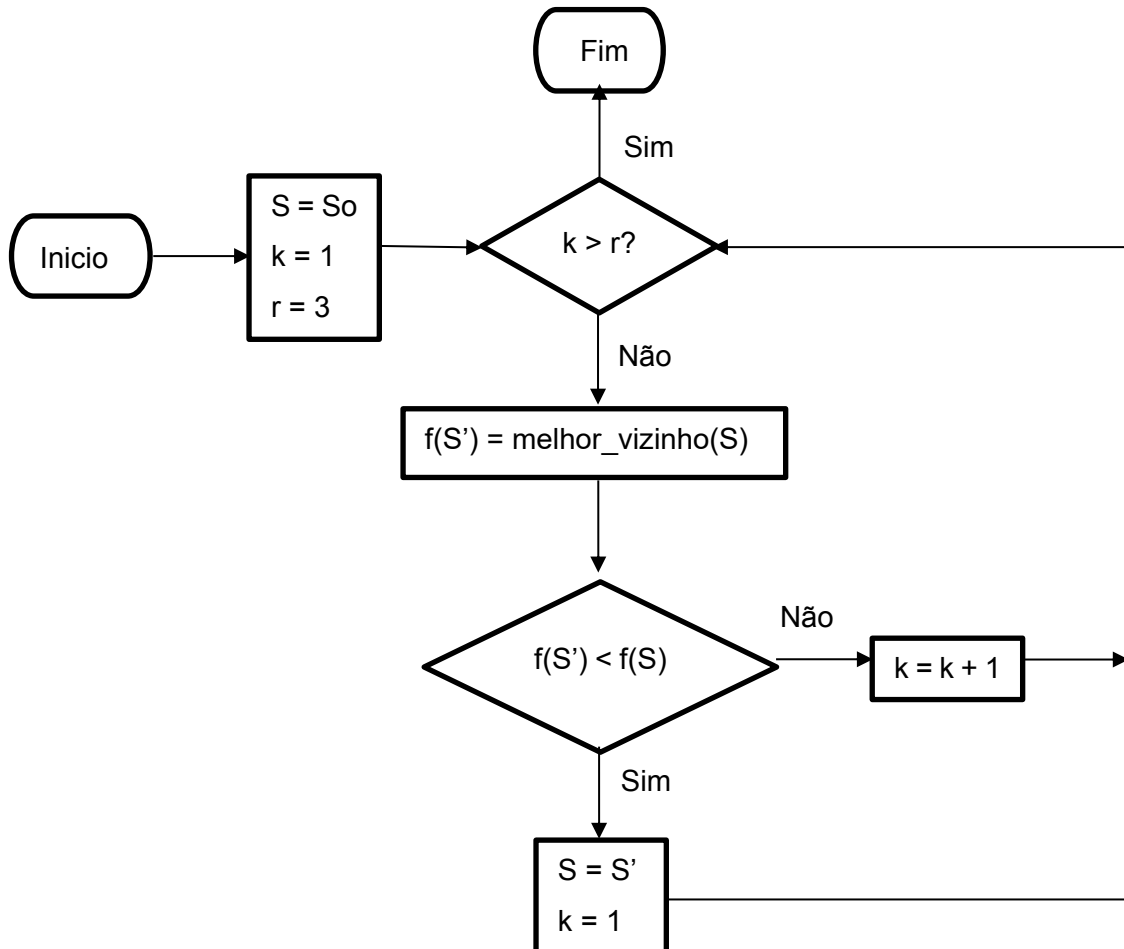 Fim
Sim
S = So
k = 1
r = 3
Inicio
k > r?
Não
f(S’) = melhor_vizinho(S)
f(S’) < f(S)
Não
k = k + 1
Sim
S = S’
k = 1